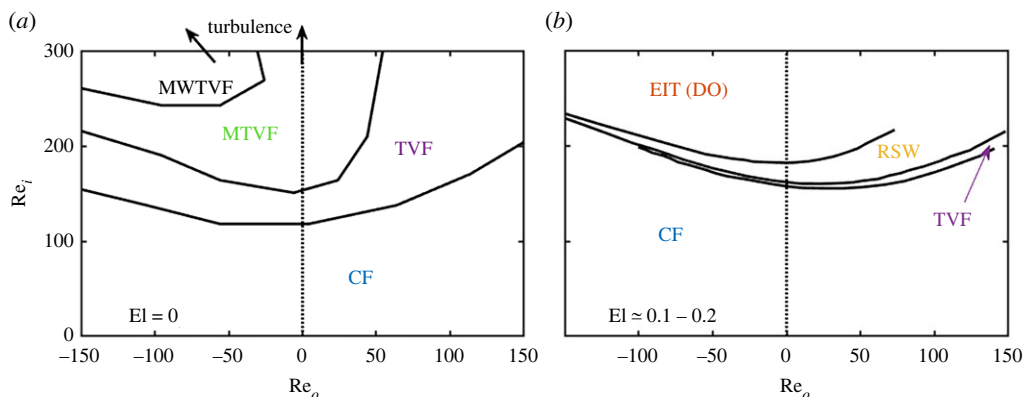 (a)
turbulence
(b)
300
MWTVF
EIT (DO)
200
MTVF
TVF
RSW
Re_i
100
CF
TVF
CF
El = 0
El ≃ 0.1 – 0.2
0
–150 –100 –50 0 50 100 150
–100 –50 0 50 100 150
Re_o
Re_o